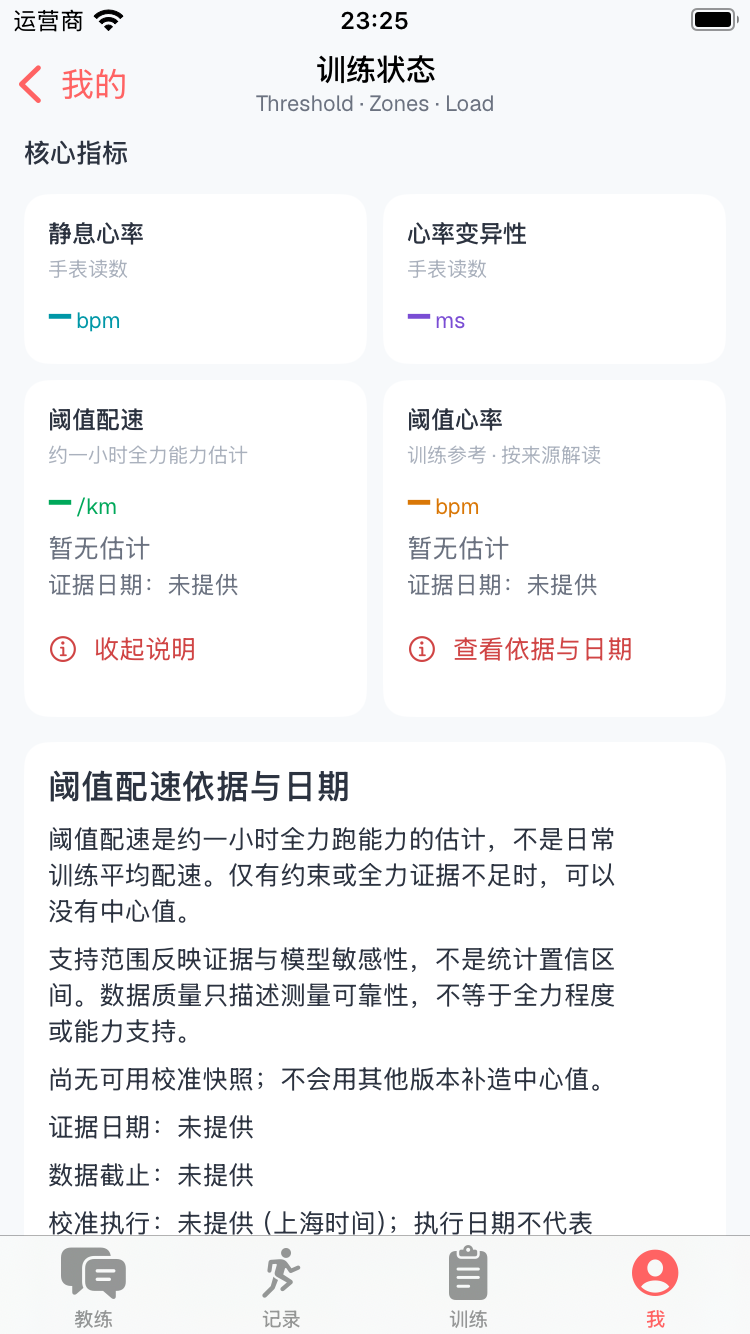 运营商
23:25
我的
训练状态
Threshold · Zones · Load
核心指标
静息心率
手表读数
— bpm
心率变异性
手表读数
— ms
阈值配速
约一小时全力能力估计
— /km
暂无估计
证据日期：未提供
收起说明
阈值心率
训练参考 · 按来源解读
— bpm
暂无估计
证据日期：未提供
查看依据与日期
阈值配速依据与日期
阈值配速是约一小时全力跑能力的估计，不是日常
训练平均配速。仅有约束或全力证据不足时，可以
没有中心值。
支持范围反映证据与模型敏感性，不是统计置信区
间。数据质量只描述测量可靠性，不等于全力程度
或能力支持。
尚无可用校准快照；不会用其他版本补造中心值。
证据日期：未提供
数据截止：未提供
校准执行：未提供 (上海时间)；执行日期不代表
教练
记录
训练
我